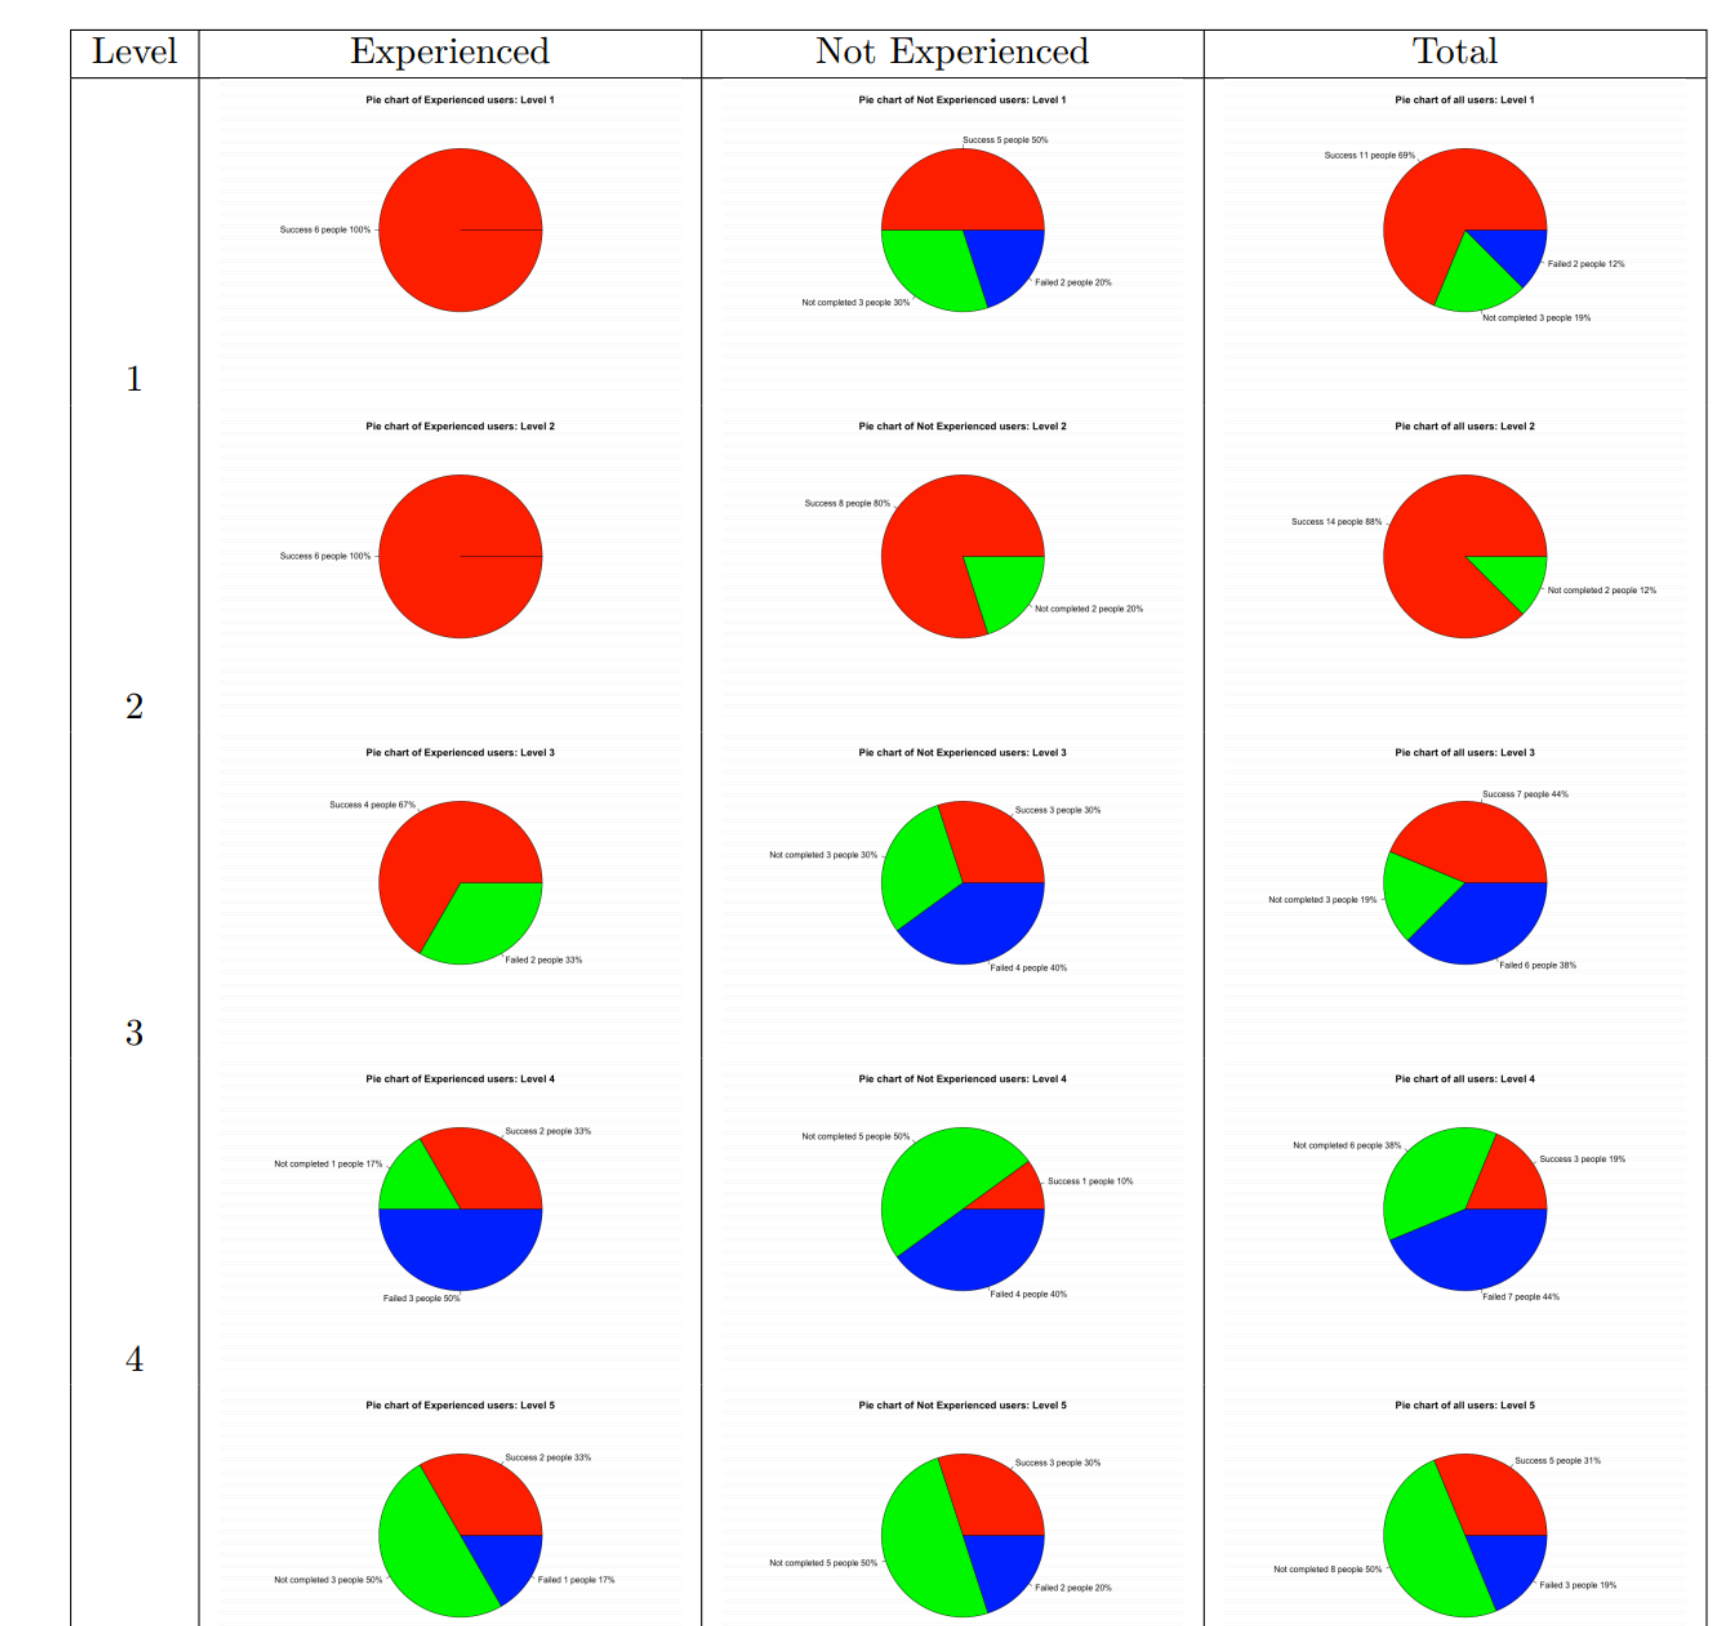 Level Experienced Not Experienced Total
Pie chart of Experienced users: Level 1
Success 6 people 100%
Pie chart of Not Experienced users: Level 1
Success 5 people 50%
Not completed 3 people 30%
Failed 2 people 20%
Pie chart of all users: Level 1
Success 11 people 69%
Not completed 3 people 19%
Failed 2 people 12%
1
Pie chart of Experienced users: Level 2
Success 6 people 100%
Pie chart of Not Experienced users: Level 2
Success 8 people 80%
Not completed 2 people 20%
Pie chart of all users: Level 2
Success 14 people 88%
Not completed 2 people 12%
2
Pie chart of Experienced users: Level 3
Success 4 people 67%
Failed 2 people 33%
Pie chart of Not Experienced users: Level 3
Success 3 people 30%
Not completed 3 people 30%
Failed 4 people 40%
Pie chart of all users: Level 3
Success 7 people 44%
Not completed 3 people 19%
Failed 6 people 38%
3
Pie chart of Experienced users: Level 4
Success 2 people 33%
Not completed 1 people 17%
Failed 3 people 50%
Pie chart of Not Experienced users: Level 4
Not completed 5 people 50%
Success 1 people 10%
Failed 4 people 40%
Pie chart of all users: Level 4
Not completed 6 people 38%
Success 3 people 19%
Failed 7 people 44%
4
Pie chart of Experienced users: Level 5
Success 2 people 33%
Not completed 3 people 50%
Failed 1 people 17%
Pie chart of Not Experienced users: Level 5
Success 3 people 30%
Not completed 5 people 50%
Failed 2 people 20%
Pie chart of all users: Level 5
Success 5 people 31%
Not completed 8 people 50%
Failed 3 people 19%